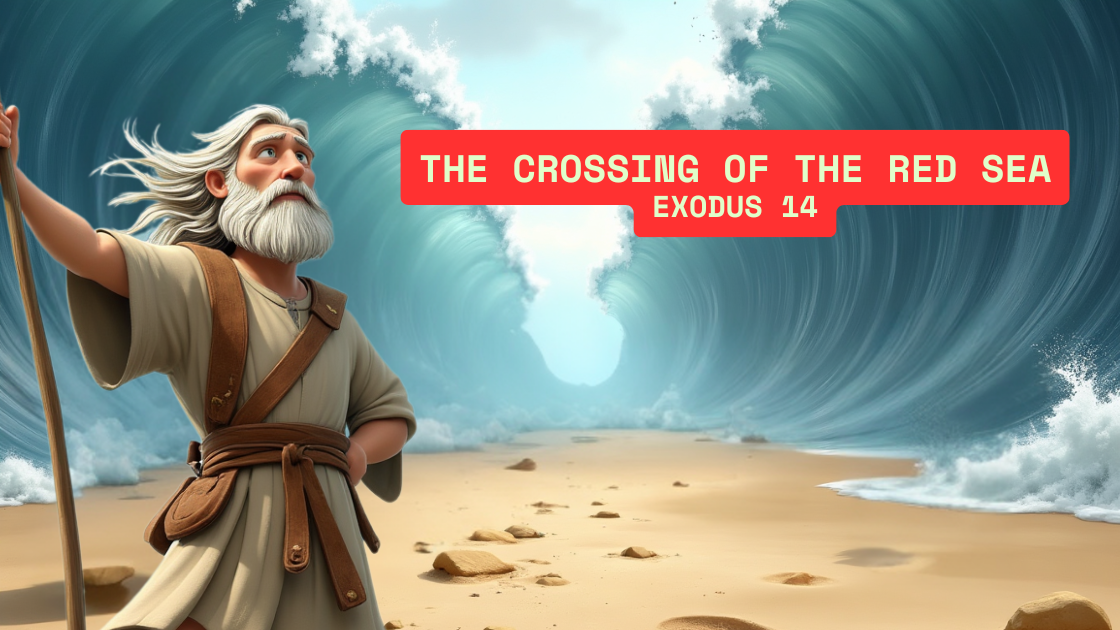 THE CROSSING OF THE RED SEA
EXODUS 14